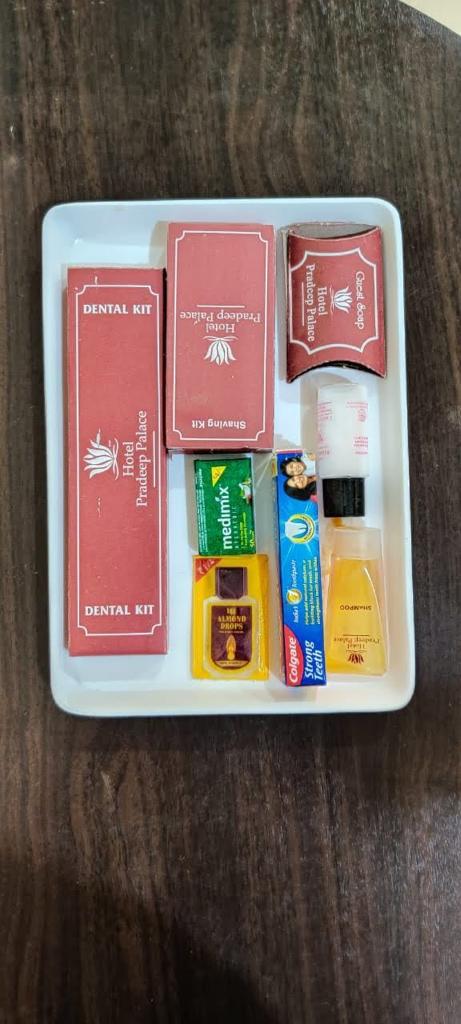 DENTAL KIT
Hotel
Pradeep Palace
DENTAL KIT
Hotel
Pradeep Palace
Shaving Kit
Guest Soap
Hotel
Pradeep Palace
medimix
ALMOND
DROPS
Colgate
Strong
Teeth
SHAMPOO
Hotel
Pradeep Palace